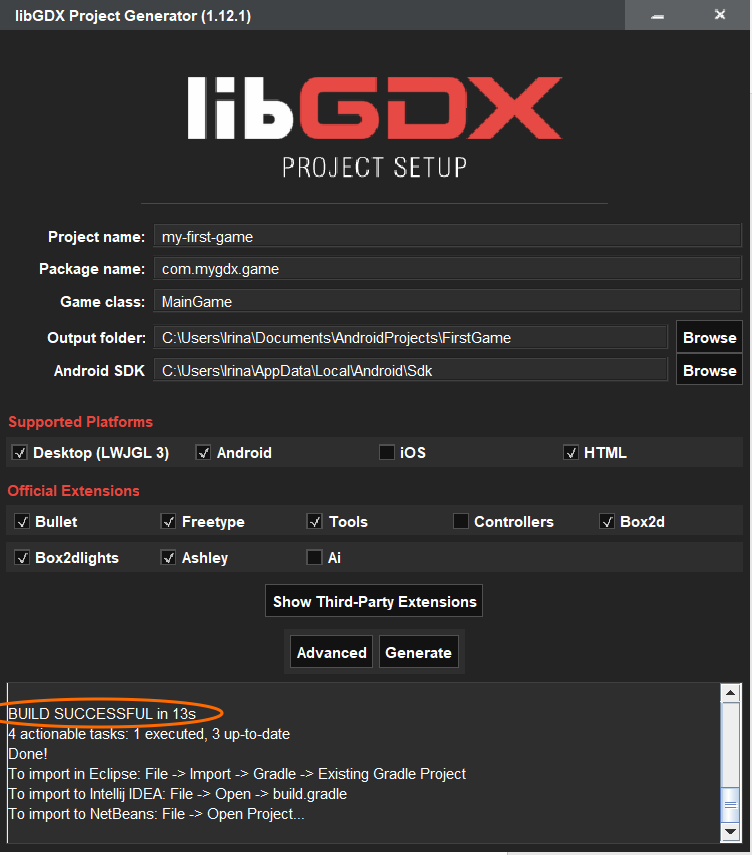 libGDX Project Generator (1.12.1)
libGDX
PROJECT SETUP
Project name: my-first-game
Package name: com.mygdx.game
Game class: MainGame
Output folder: C:\Users\Irina\Documents\AndroidProjects\FirstGame Browse
Android SDK C:\Users\Irina\AppData\Local\Android\Sdk Browse
Supported Platforms
Desktop (LWJGL 3) Android iOS HTML
Official Extensions
Bullet Freetype Tools Controllers Box2d
Box2dlights Ashley Ai
Show Third-Party Extensions
Advanced Generate
BUILD SUCCESSFUL in 13s
4 actionable tasks: 1 executed, 3 up-to-date
Done!
To import in Eclipse: File -> Import -> Gradle -> Existing Gradle Project
To import to Intellij IDEA: File -> Open -> build.gradle
To import to NetBeans: File -> Open Project...